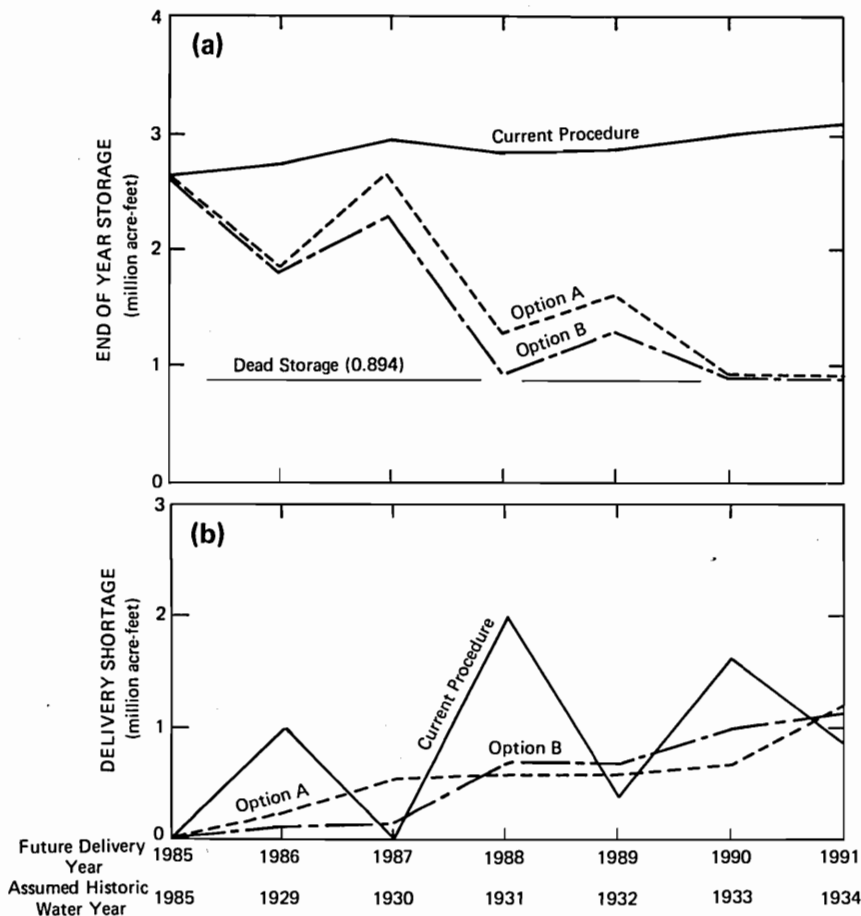 4
(a)
Current Procedure
3
END OF YEAR STORAGE
(million acre-feet)
2
Option A
Option B
1
Dead Storage (0.894)
0
3
(b)
DELIVERY SHORTAGE
(million acre-feet)
2
Current Procedure
1
Option B
Option A
0
Future Delivery
Year
1985 1986 1987 1988 1989 1990 1991
Assumed Historic
Water Year
1985 1929 1930 1931 1932 1933 1934